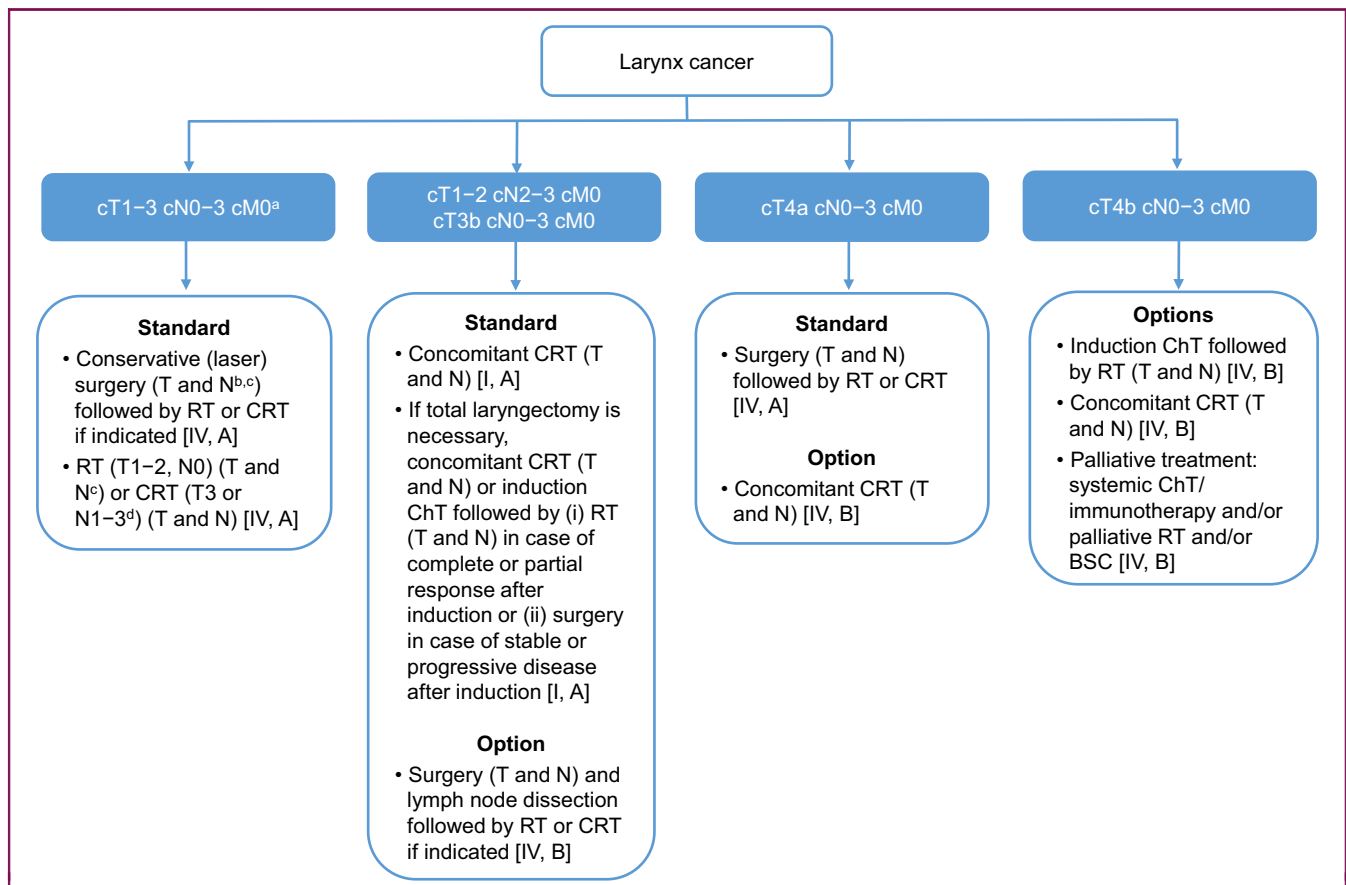 Larynx cancer
cT1−3 cN0−3 cM0ᵃ
cT1−2 cN2−3 cM0
cT3b cN0−3 cM0
cT4a cN0−3 cM0
cT4b cN0−3 cM0
Standard
• Conservative (laser)
surgery (T and Nᵇ,ᶜ)
followed by RT or CRT
if indicated [IV, A]
• RT (T1−2, N0) (T and
Nᶜ) or CRT (T3 or
N1−3ᵈ) (T and N) [IV, A]
Standard
• Concomitant CRT (T
and N) [I, A]
• If total laryngectomy is
necessary,
concomitant CRT (T
and N) or induction
ChT followed by (i) RT
(T and N) in case of
complete or partial
response after
induction or (ii) surgery
in case of stable or
progressive disease
after induction [I, A]
Option
• Surgery (T and N) and
lymph node dissection
followed by RT or CRT
if indicated [IV, B]
Standard
• Surgery (T and N)
followed by RT or CRT
[IV, A]
Option
• Concomitant CRT (T
and N) [IV, B]
Options
• Induction ChT followed
by RT (T and N) [IV, B]
• Concomitant CRT (T
and N) [IV, B]
• Palliative treatment:
systemic ChT/
immunotherapy and/or
palliative RT and/or
BSC [IV, B]